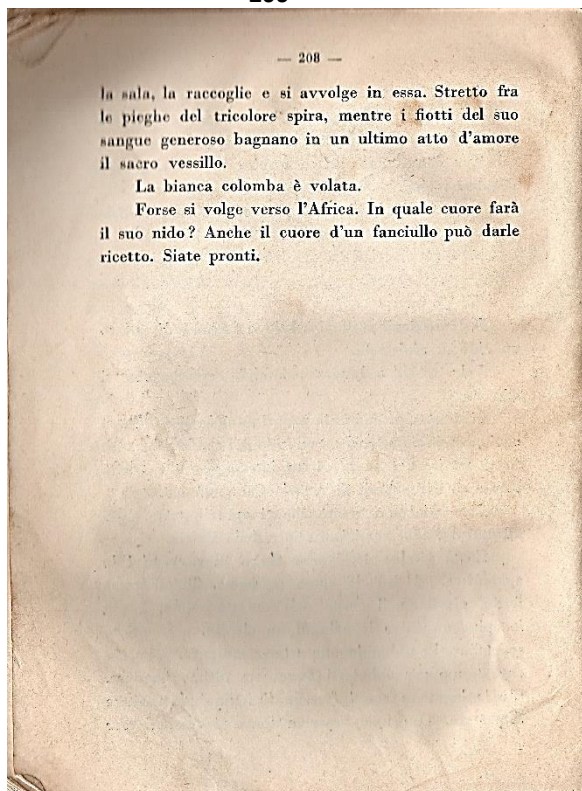 — 208 —
la sala, la raccoglie e si avvolge in essa. Stretto fra
le pieghe del tricolore spira, mentre i fiotti del suo
sangue generoso bagnano in un ultimo atto d'amore
il sacro vessillo.
La bianca colomba è volata.
Forse si volge verso l'Africa. In quale cuore farà
il suo nido? Anche il cuore d'un fanciullo può darle
ricetto. Siate pronti.